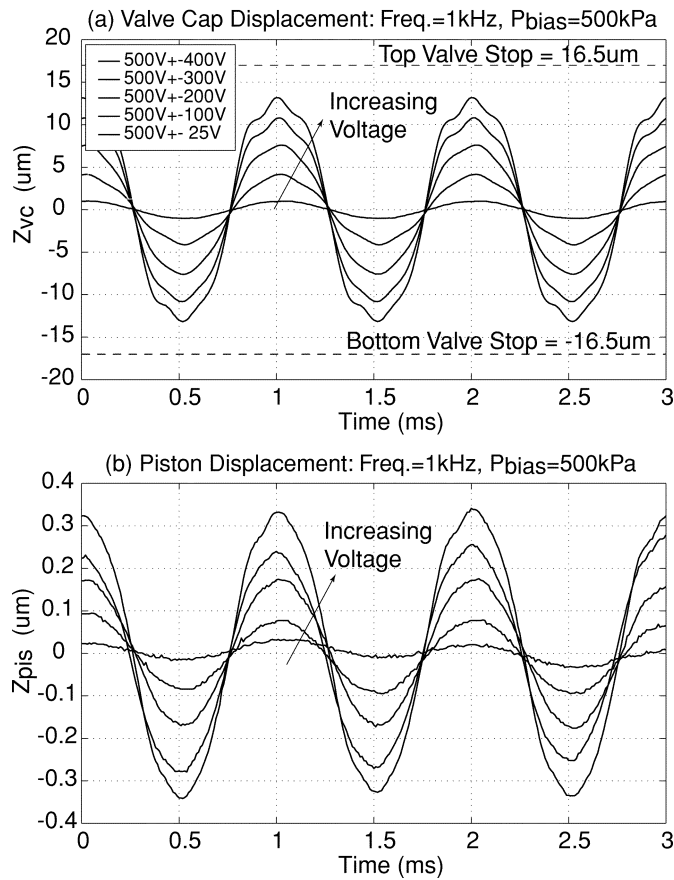 (a) Valve Cap Displacement: Freq.=1kHz, Pbias=500kPa
20
15
10
5
0
-5
-10
-15
-20
Zvc (um)
500V+-400V
500V+-300V
500V+-200V
500V+-100V
500V+- 25V
Top Valve Stop = 16.5um
Increasing
Voltage
Bottom Valve Stop = -16.5um
0 0.5 1 1.5 2 2.5 3
Time (ms)
(b) Piston Displacement: Freq.=1kHz, Pbias=500kPa
0.4
0.3
0.2
0.1
0
-0.1
-0.2
-0.3
-0.4
Zpis (um)
Increasing
Voltage
0 0.5 1 1.5 2 2.5 3
Time (ms)